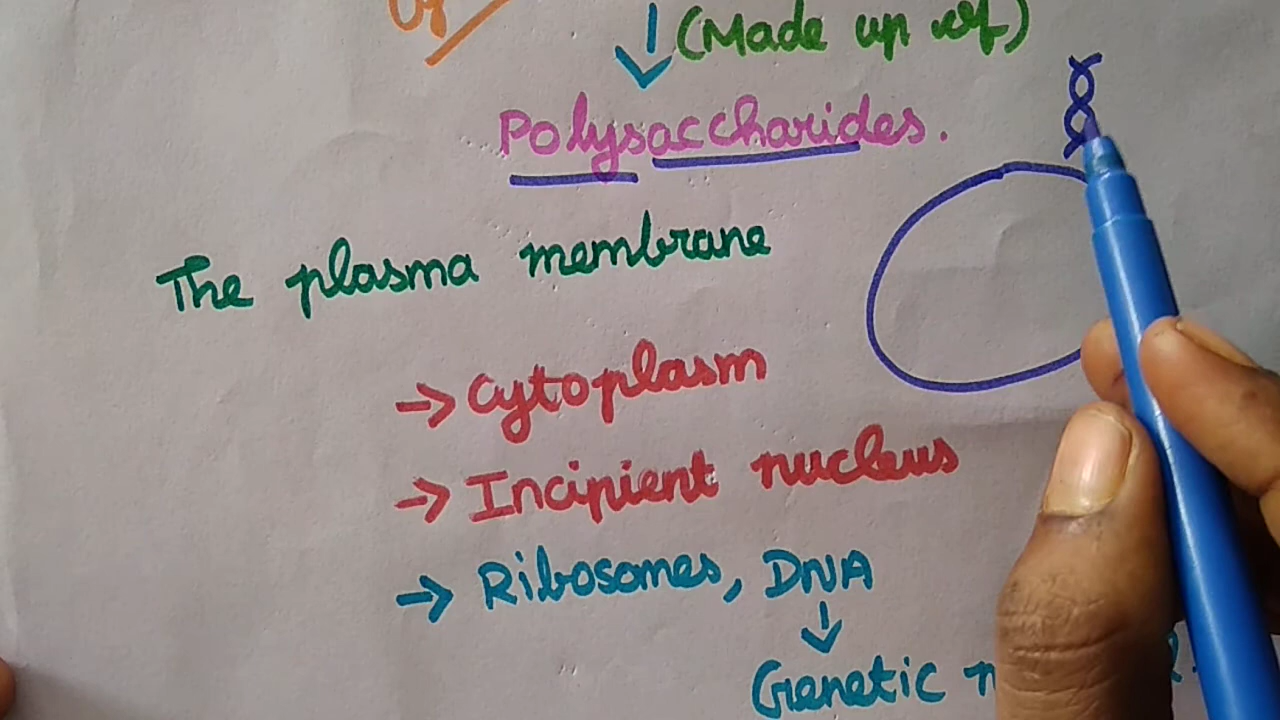 (Made up of)
Polysaccharides.
The plasma membrane
→ Cytoplasm
→ Incipient nucleus
→ Ribosomes, DNA
Genetic